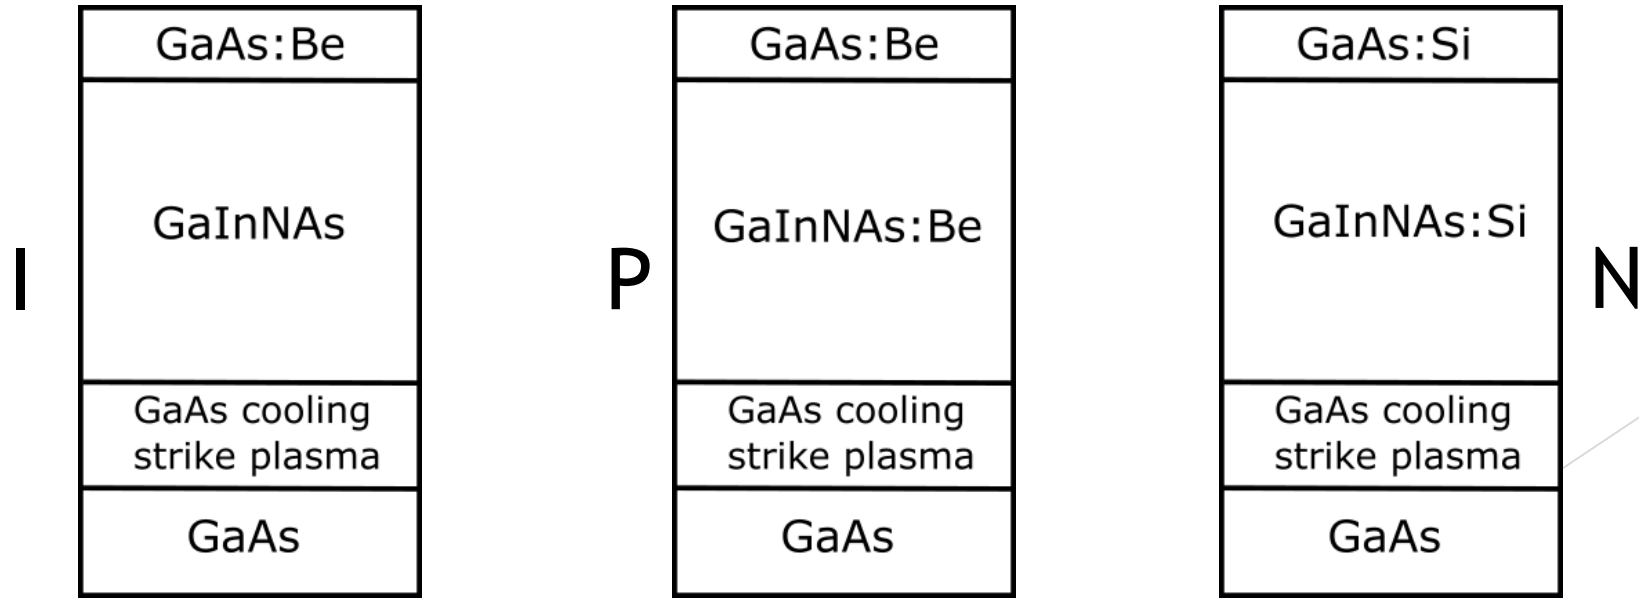 I
GaAs:Be
GaInNAs
GaAs cooling
strike plasma
GaAs
P
GaAs:Be
GaInNAs:Be
GaAs cooling
strike plasma
GaAs
GaAs:Si
GaInNAs:Si
GaAs cooling
strike plasma
GaAs
N